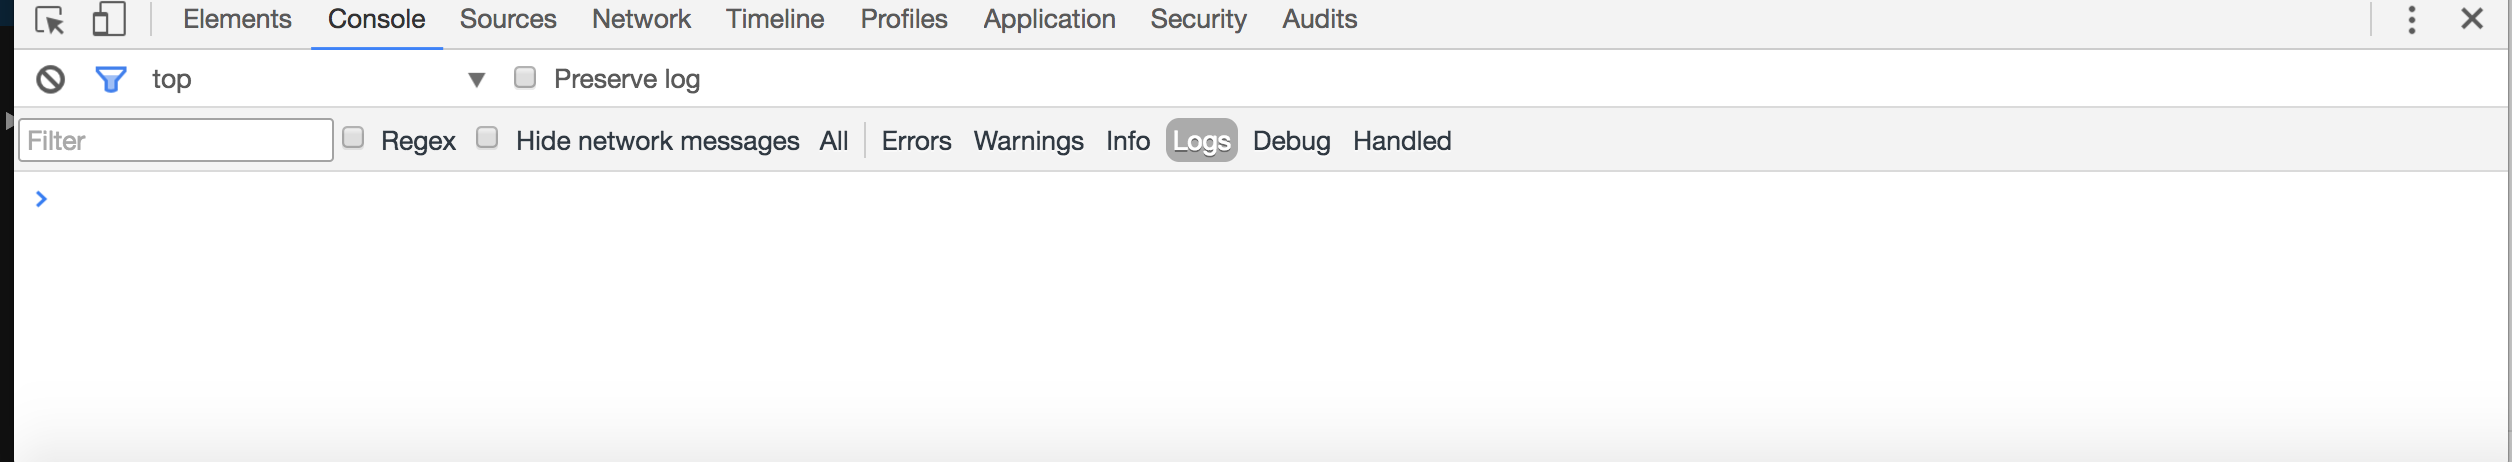 Elements Console Sources Network Timeline Profiles Application Security Audits
top Preserve log
Filter Regex Hide network messages All Errors Warnings Info Logs Debug Handled